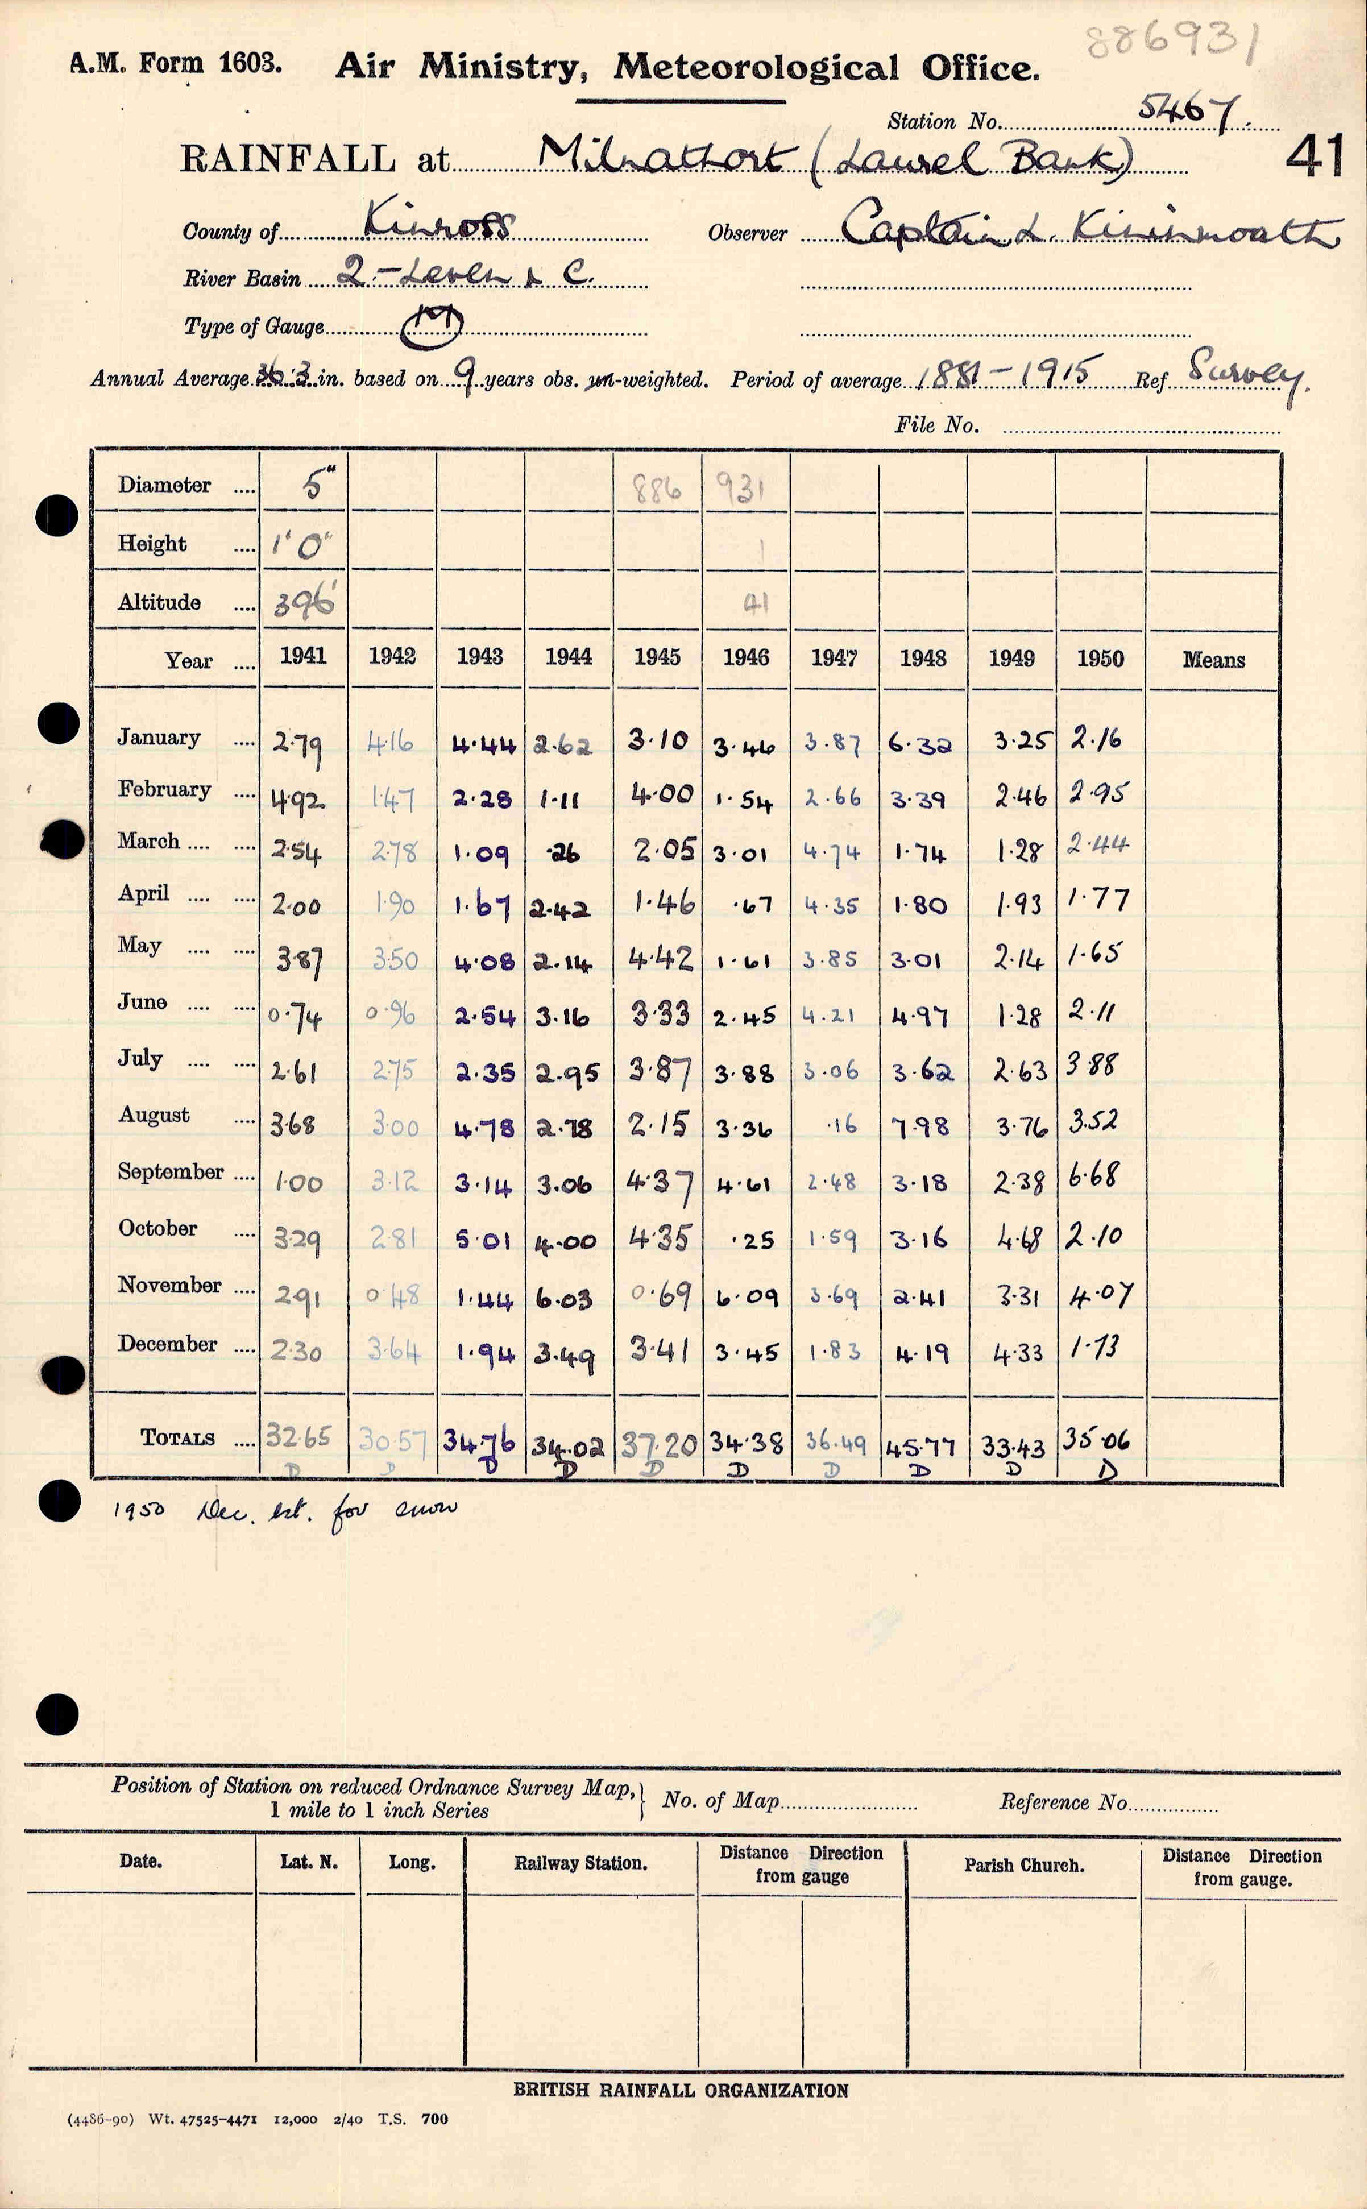 886931
A.M. Form 1603. Air Ministry, Meteorological Office.
Station No. 5467.
RAINFALL at Milnathort (Laurel Bank) 41
County of Kinross Observer Captain L. Kininmonth
River Basin 2.-Leven & C.
Type of Gauge M
Annual Average 36.3 in. based on 9 years obs. un-weighted. Period of average 1881-1915 Ref Survey.
File No.
Diameter .... 5" 886 931
Height .... 1'0" 1
Altitude .... 396' 41
Year .... 1941 1942 1943 1944 1945 1946 1947 1948 1949 1950 Means
January .... 2.79 4.16 4.44 2.62 3.10 3.46 3.87 6.32 3.25 2.16
February .... 4.92 1.47 2.28 1.11 4.00 1.54 2.66 3.39 2.46 2.95
March .... .... 2.54 2.78 1.09 .26 2.05 3.01 4.74 1.74 1.28 2.44
April .... .... 2.00 1.90 1.67 2.42 1.46 .67 4.35 1.80 1.93 1.77
May .... .... 3.87 3.50 4.08 2.14 4.42 1.61 3.85 3.01 2.14 1.65
June .... .... 0.74 0.96 2.54 3.16 3.33 2.45 4.21 4.97 1.28 2.11
July .... .... 2.61 2.75 2.35 2.95 3.87 3.88 3.06 3.62 2.63 3.88
August .... 3.68 3.00 4.78 2.78 2.15 3.36 .16 7.98 3.76 3.52
September .... 1.00 3.12 3.14 3.06 4.37 4.61 2.48 3.18 2.38 6.68
October .... 3.29 2.81 5.01 4.00 4.35 .25 1.59 3.16 4.68 2.10
November .... 2.91 0.48 1.44 6.03 0.69 6.09 3.69 2.41 3.31 4.07
December .... 2.30 3.64 1.94 3.49 3.41 3.45 1.83 4.19 4.33 1.73
TOTALS .... 32.65 30.57 34.76 34.02 37.20 34.38 36.49 45.77 33.43 35.06
D D D D D D D D D D
1950 Dec. est. for snow
Position of Station on reduced Ordnance Survey Map, } No. of Map Reference No.
1 mile to 1 inch Series
Date. Lat. N. Long. Railway Station. Distance from gauge Direction Parish Church. Distance from gauge. Direction
BRITISH RAINFALL ORGANIZATION
(4486-90) Wt. 47525-4471 12,000 2/40 T.S. 700